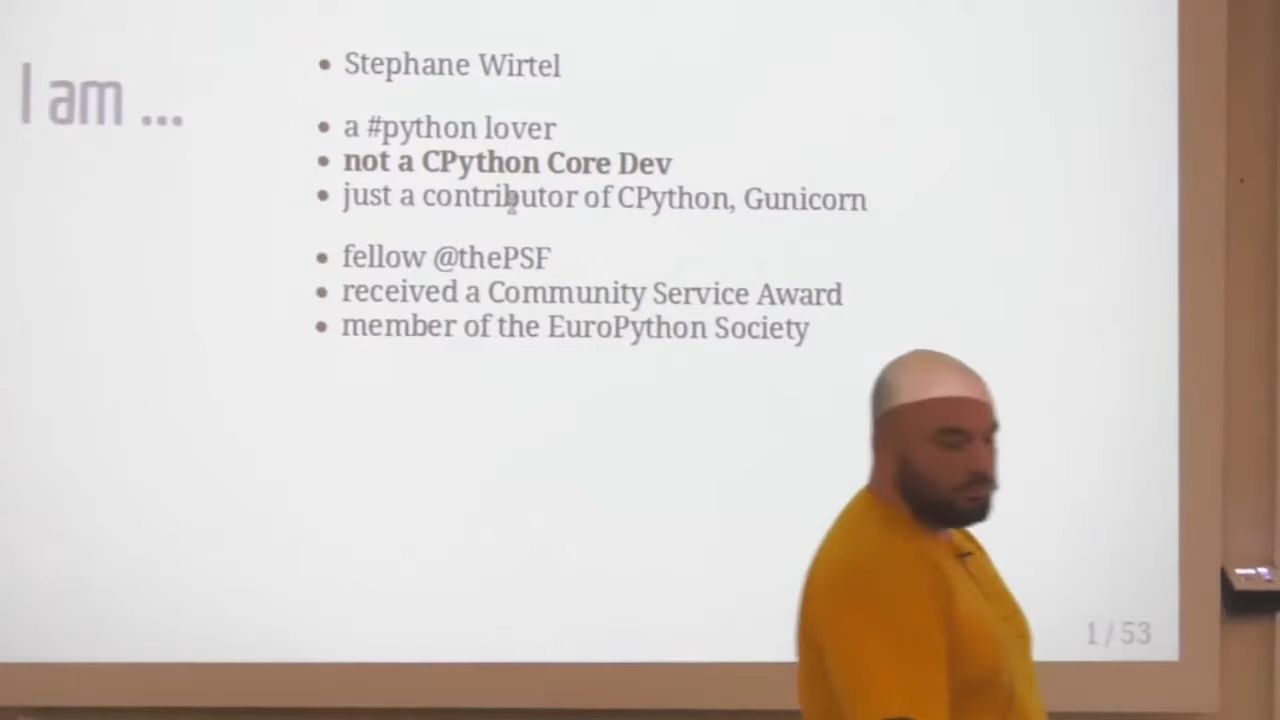 I am ...
Stephane Wirtel
a #python lover
not a CPython Core Dev
just a contributor of CPython, Gunicorn
fellow @thePSF
received a Community Service Award
member of the EuroPython Society
1 / 53